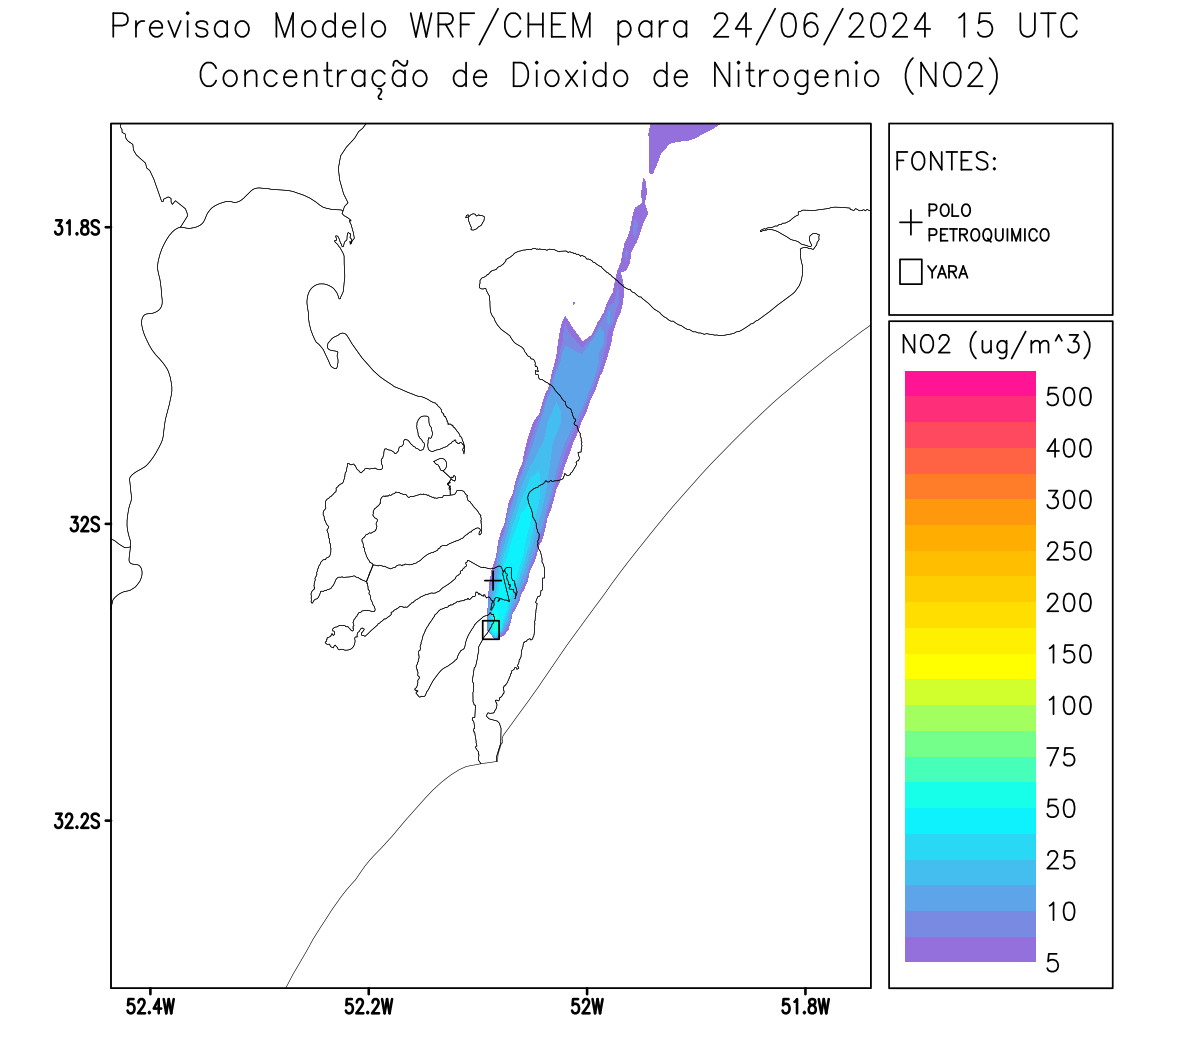 Previsao Modelo WRF/CHEM para 24/06/2024 15 UTC
Concentração de Dioxido de Nitrogenio (NO2)
FONTES:
POLO
PETROQUIMICO
YARA
NO2 (ug/m^3)
500
400
300
250
200
150
100
75
50
25
10
5
31.8S
32S
32.2S
52.4W
52.2W
52W
51.8W